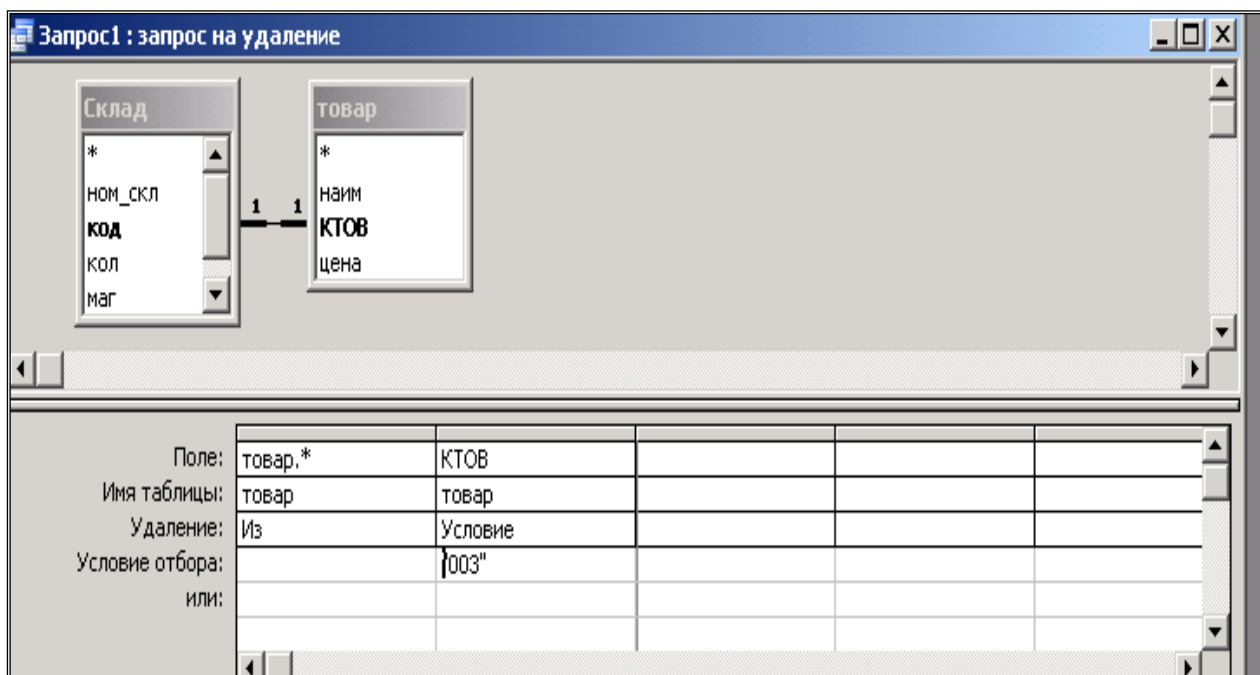 Запрос1 : запрос на удаление
Склад
*
ном_скл
код
кол
маг
1 1
товар
*
наим
КТОВ
цена
Поле: товар.* КТОВ
Имя таблицы: товар товар
Удаление: Из Условие
Условие отбора: "003"
или: